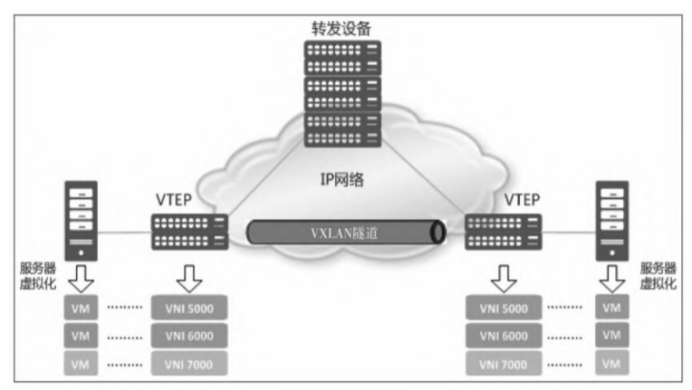 转发设备
IP网络
VTEP
VTEP
VXLAN隧道
服务器
虚拟化
服务器
虚拟化
VM ········· VNI 5000
VNI 5000 ········· VM
VM ········· VNI 6000
VNI 6000 ········· VM
VM ········· VNI 7000
VNI 7000 ········· VM